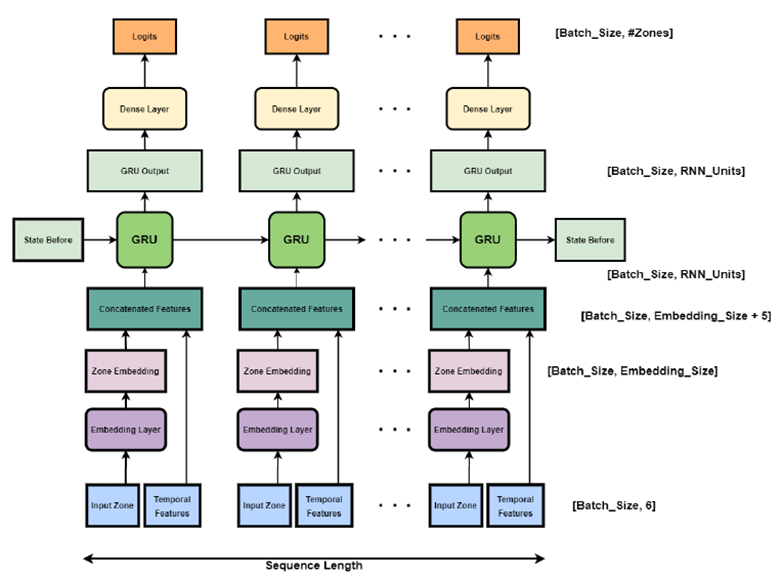 Logits
Logits
. . .
Logits
[Batch_Size, #Zones]
Dense Layer
Dense Layer
. . .
Dense Layer
GRU Output
GRU Output
. . .
GRU Output
[Batch_Size, RNN_Units]
State Before
GRU
GRU
. . .
GRU
State Before
[Batch_Size, RNN_Units]
Concatenated Features
Concatenated Features
. . .
Concatenated Features
[Batch_Size, Embedding_Size + 5]
Zone Embedding
Zone Embedding
. . .
Zone Embedding
[Batch_Size, Embedding_Size]
Embedding Layer
Embedding Layer
. . .
Embedding Layer
Input Zone
Temporal
Features
Input Zone
Temporal
Features
. . .
Input Zone
Temporal
Features
[Batch_Size, 6]
Sequence Length